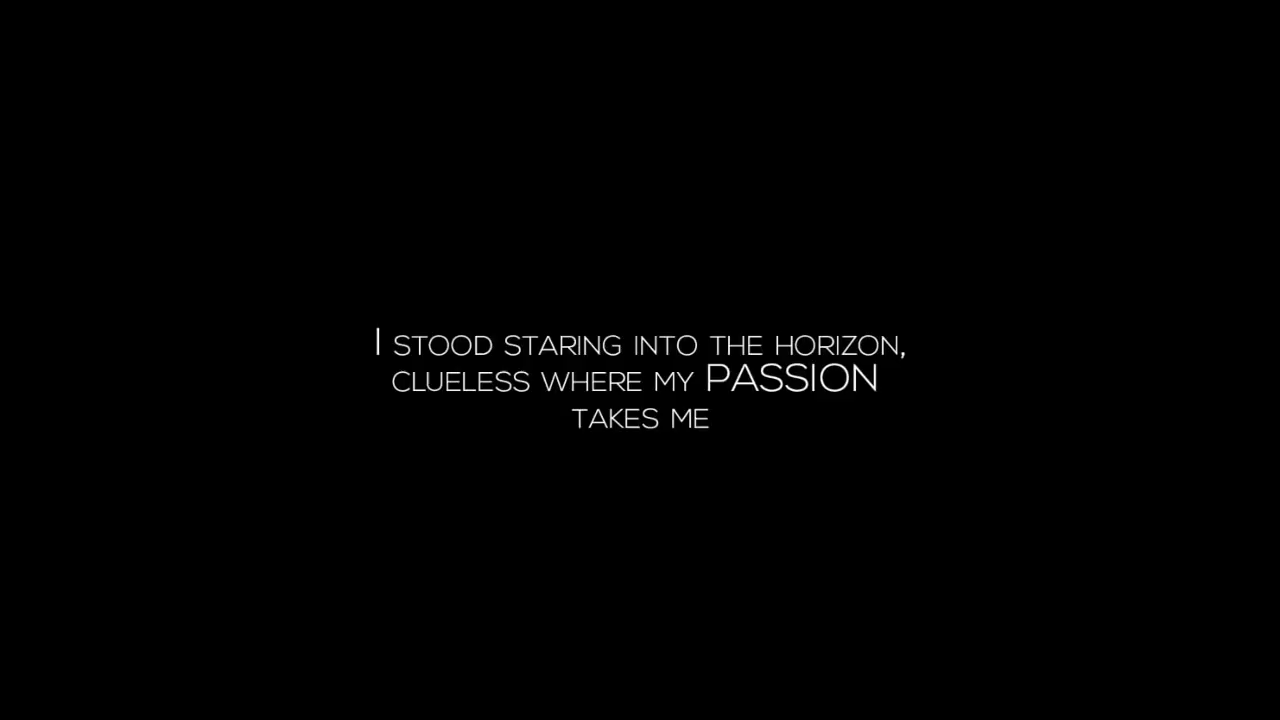 I STOOD STARING INTO THE HORIZON,
CLUELESS WHERE MY PASSION
TAKES ME